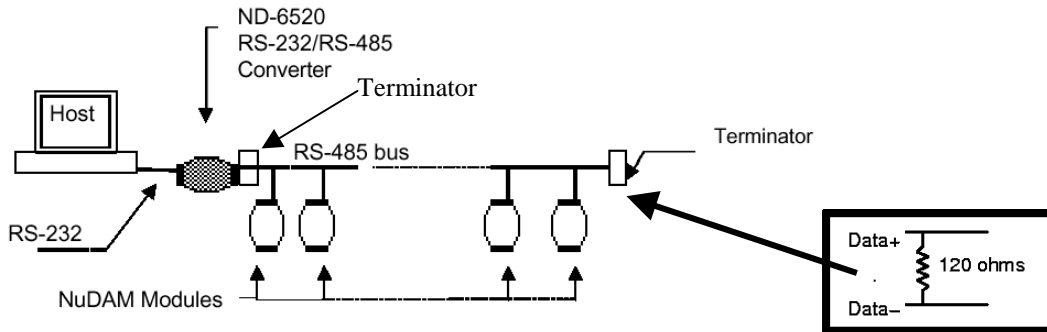 ND-6520
RS-232/RS-485
Converter
Terminator
Host
RS-485 bus
Terminator
RS-232
NuDAM Modules
Data+
120 ohms
Data−